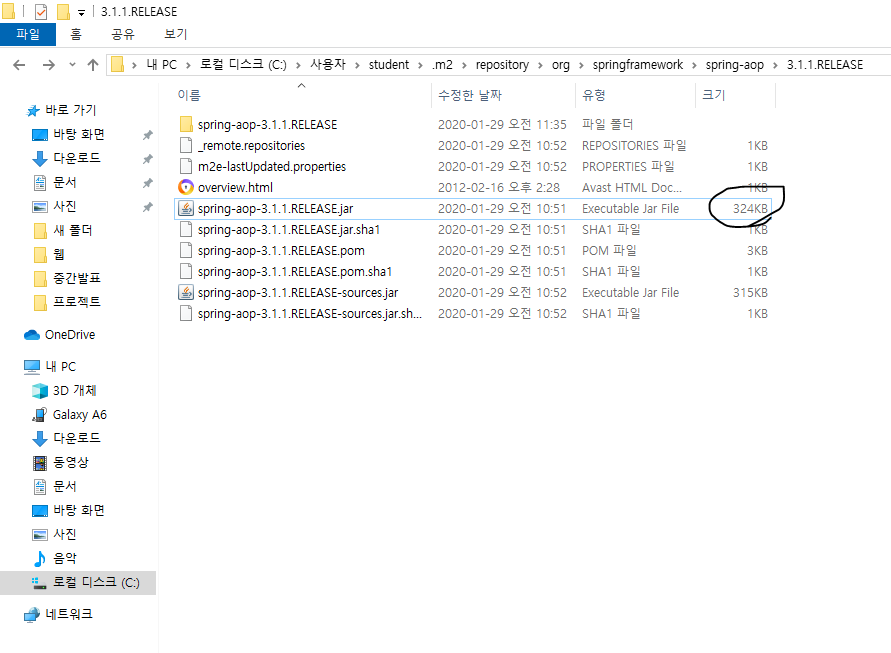 3.1.1.RELEASE
파일 홈 공유 보기
내 PC > 로컬 디스크 (C:) > 사용자 > student > .m2 > repository > org > springframework > spring-aop > 3.1.1.RELEASE
이름 수정한 날짜 유형 크기
spring-aop-3.1.1.RELEASE 2020-01-29 오전 11:35 파일 폴더
_remote.repositories 2020-01-29 오전 10:52 REPOSITORIES 파일 1KB
m2e-lastUpdated.properties 2020-01-29 오전 10:52 PROPERTIES 파일 1KB
overview.html 2012-02-16 오후 2:28 Avast HTML Doc... 1KB
spring-aop-3.1.1.RELEASE.jar 2020-01-29 오전 10:51 Executable Jar File 324KB
spring-aop-3.1.1.RELEASE.jar.sha1 2020-01-29 오전 10:51 SHA1 파일 1KB
spring-aop-3.1.1.RELEASE.pom 2020-01-29 오전 10:51 POM 파일 3KB
spring-aop-3.1.1.RELEASE.pom.sha1 2020-01-29 오전 10:51 SHA1 파일 1KB
spring-aop-3.1.1.RELEASE-sources.jar 2020-01-29 오전 10:52 Executable Jar File 315KB
spring-aop-3.1.1.RELEASE-sources.jar.sh... 2020-01-29 오전 10:52 SHA1 파일 1KB
바로 가기
바탕 화면
다운로드
문서
사진
새 폴더
웹
중간발표
프로젝트
OneDrive
내 PC
3D 개체
Galaxy A6
다운로드
동영상
문서
바탕 화면
사진
음악
로컬 디스크 (C:)
네트워크